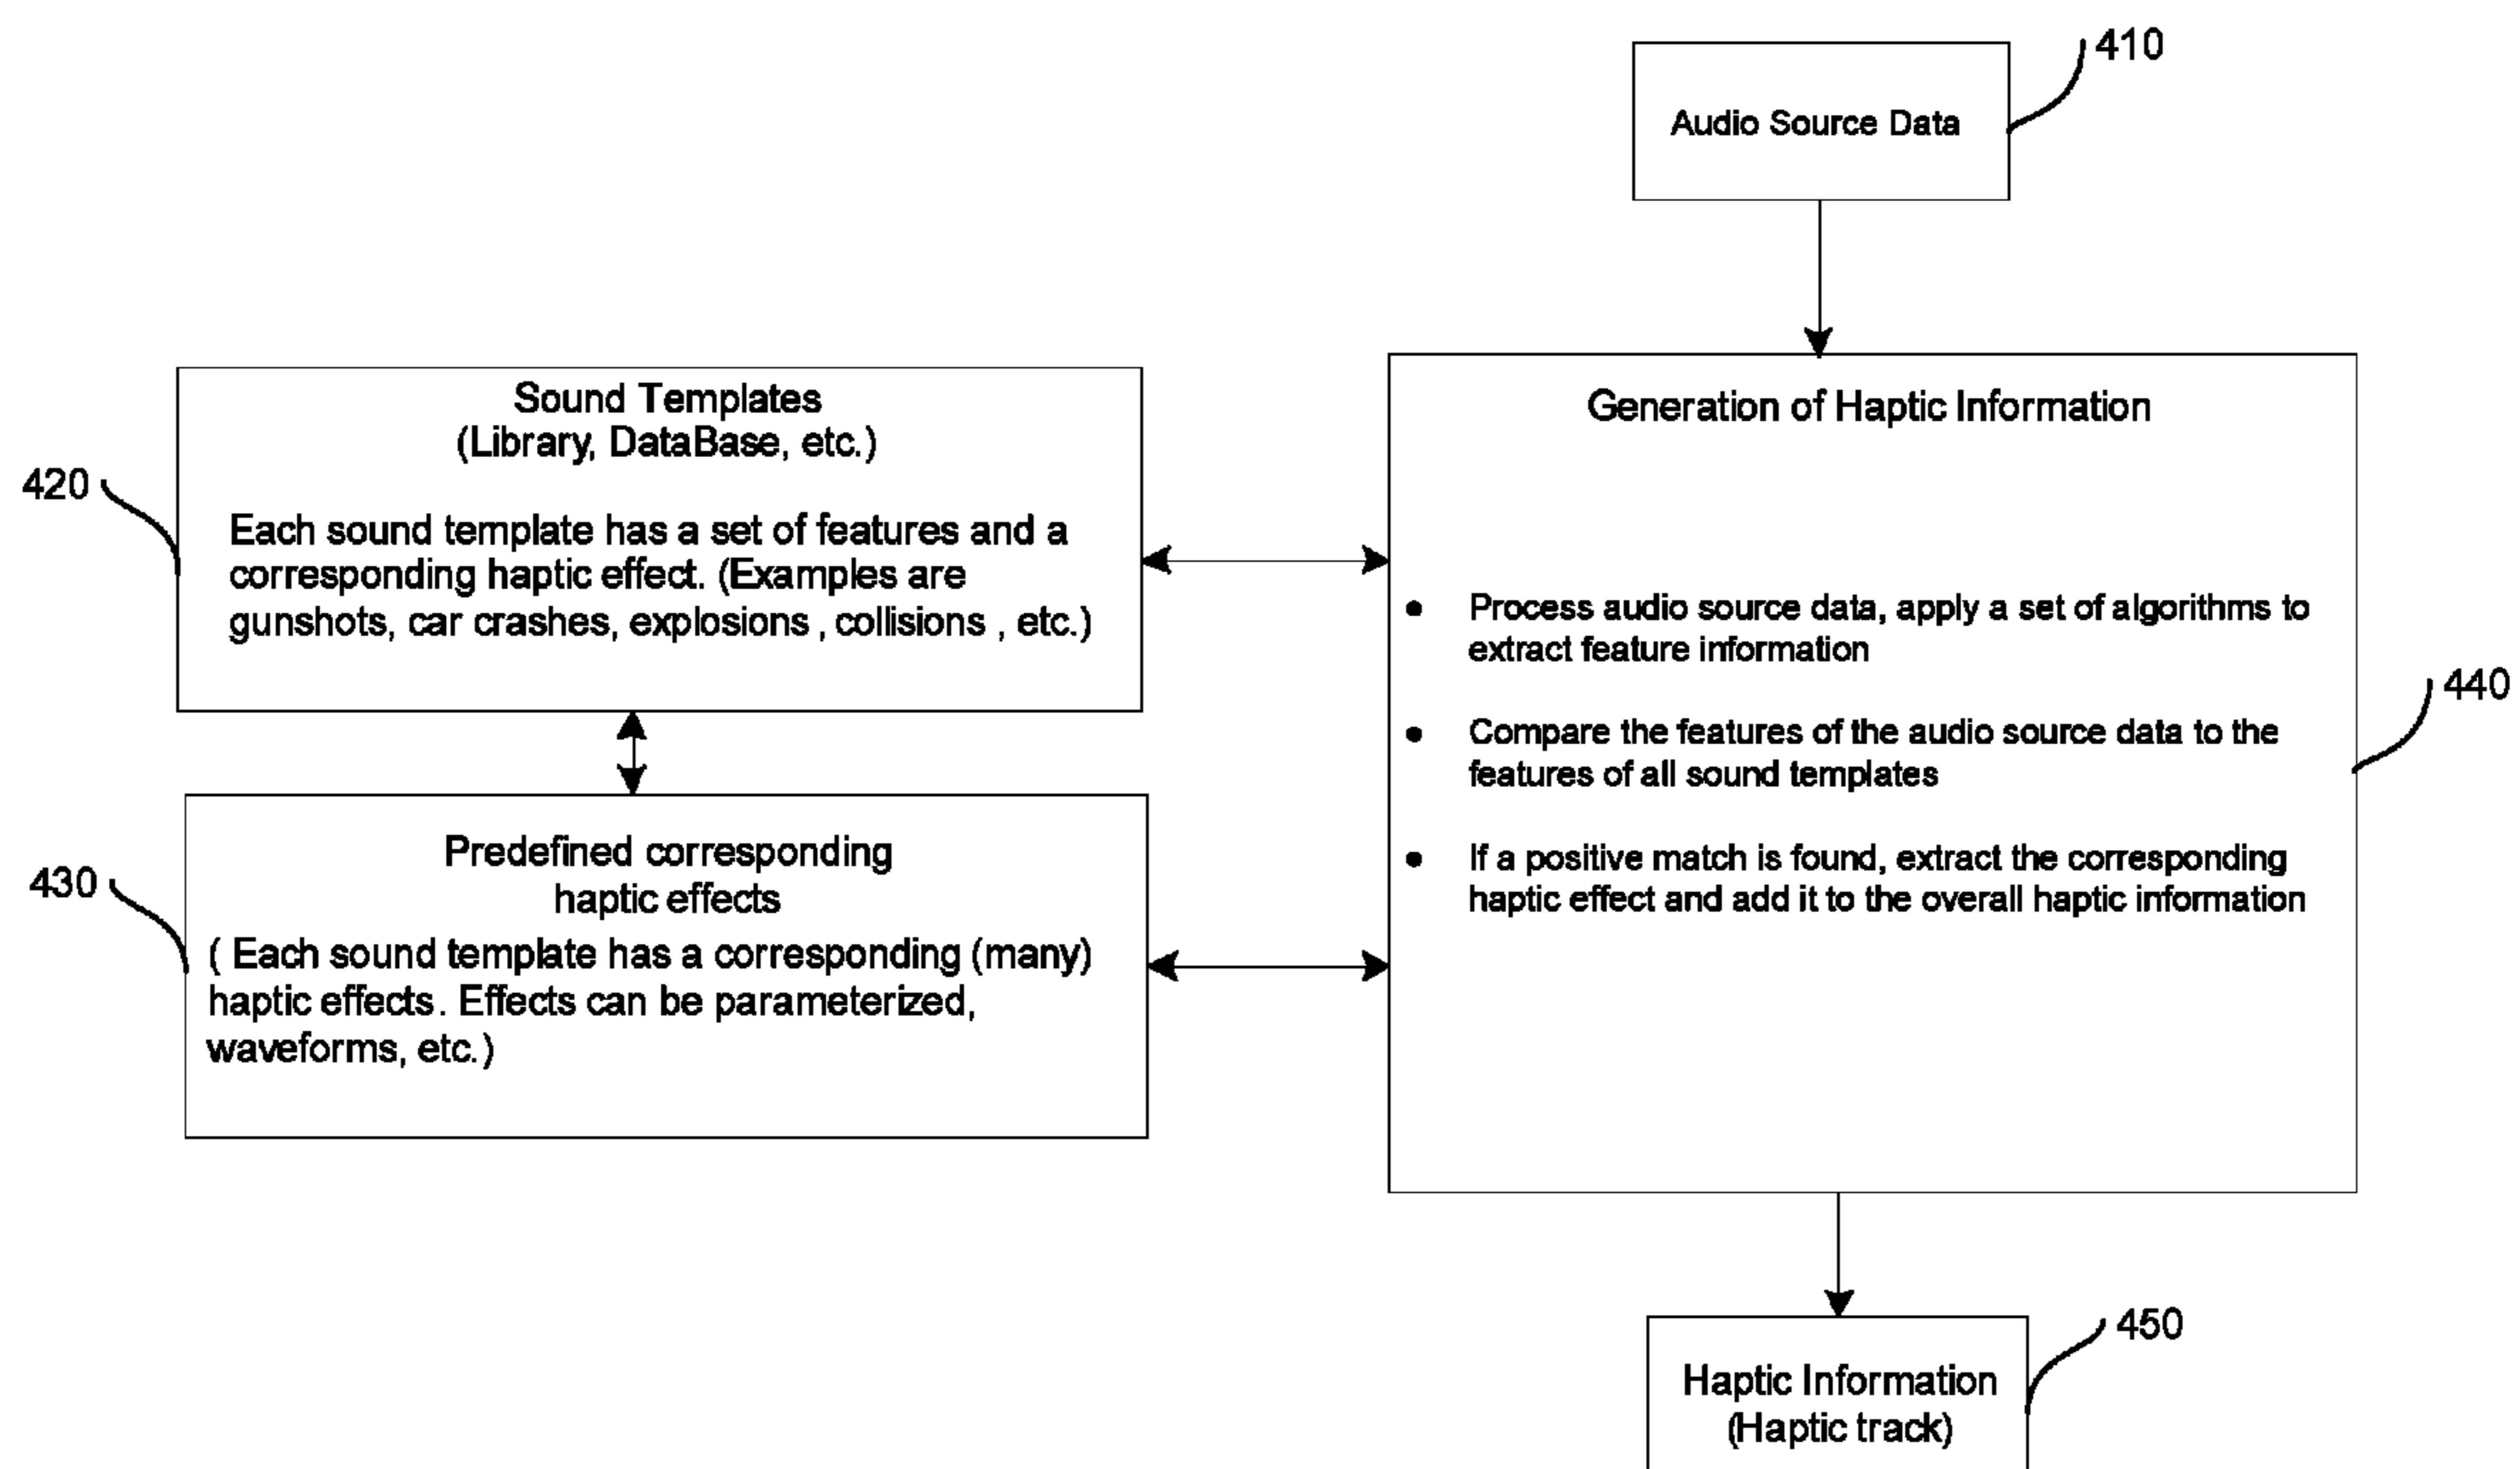 410
Audio Source Data
Sound Templates
(Library, DataBase, etc.)
420
Each sound template has a set of features and a
corresponding haptic effect. (Examples are
gunshots, car crashes, explosions , collisions , etc.)
430
Predefined corresponding
haptic effects
( Each sound template has a corresponding (many)
haptic effects. Effects can be parameterized,
waveforms, etc.)
Generation of Haptic Information
• Process audio source data, apply a set of algorithms to
extract feature information
• Compare the features of the audio source data to the
features of all sound templates
• If a positive match is found, extract the corresponding
haptic effect and add it to the overall haptic information
440
450
Haptic Information
(Haptic track)